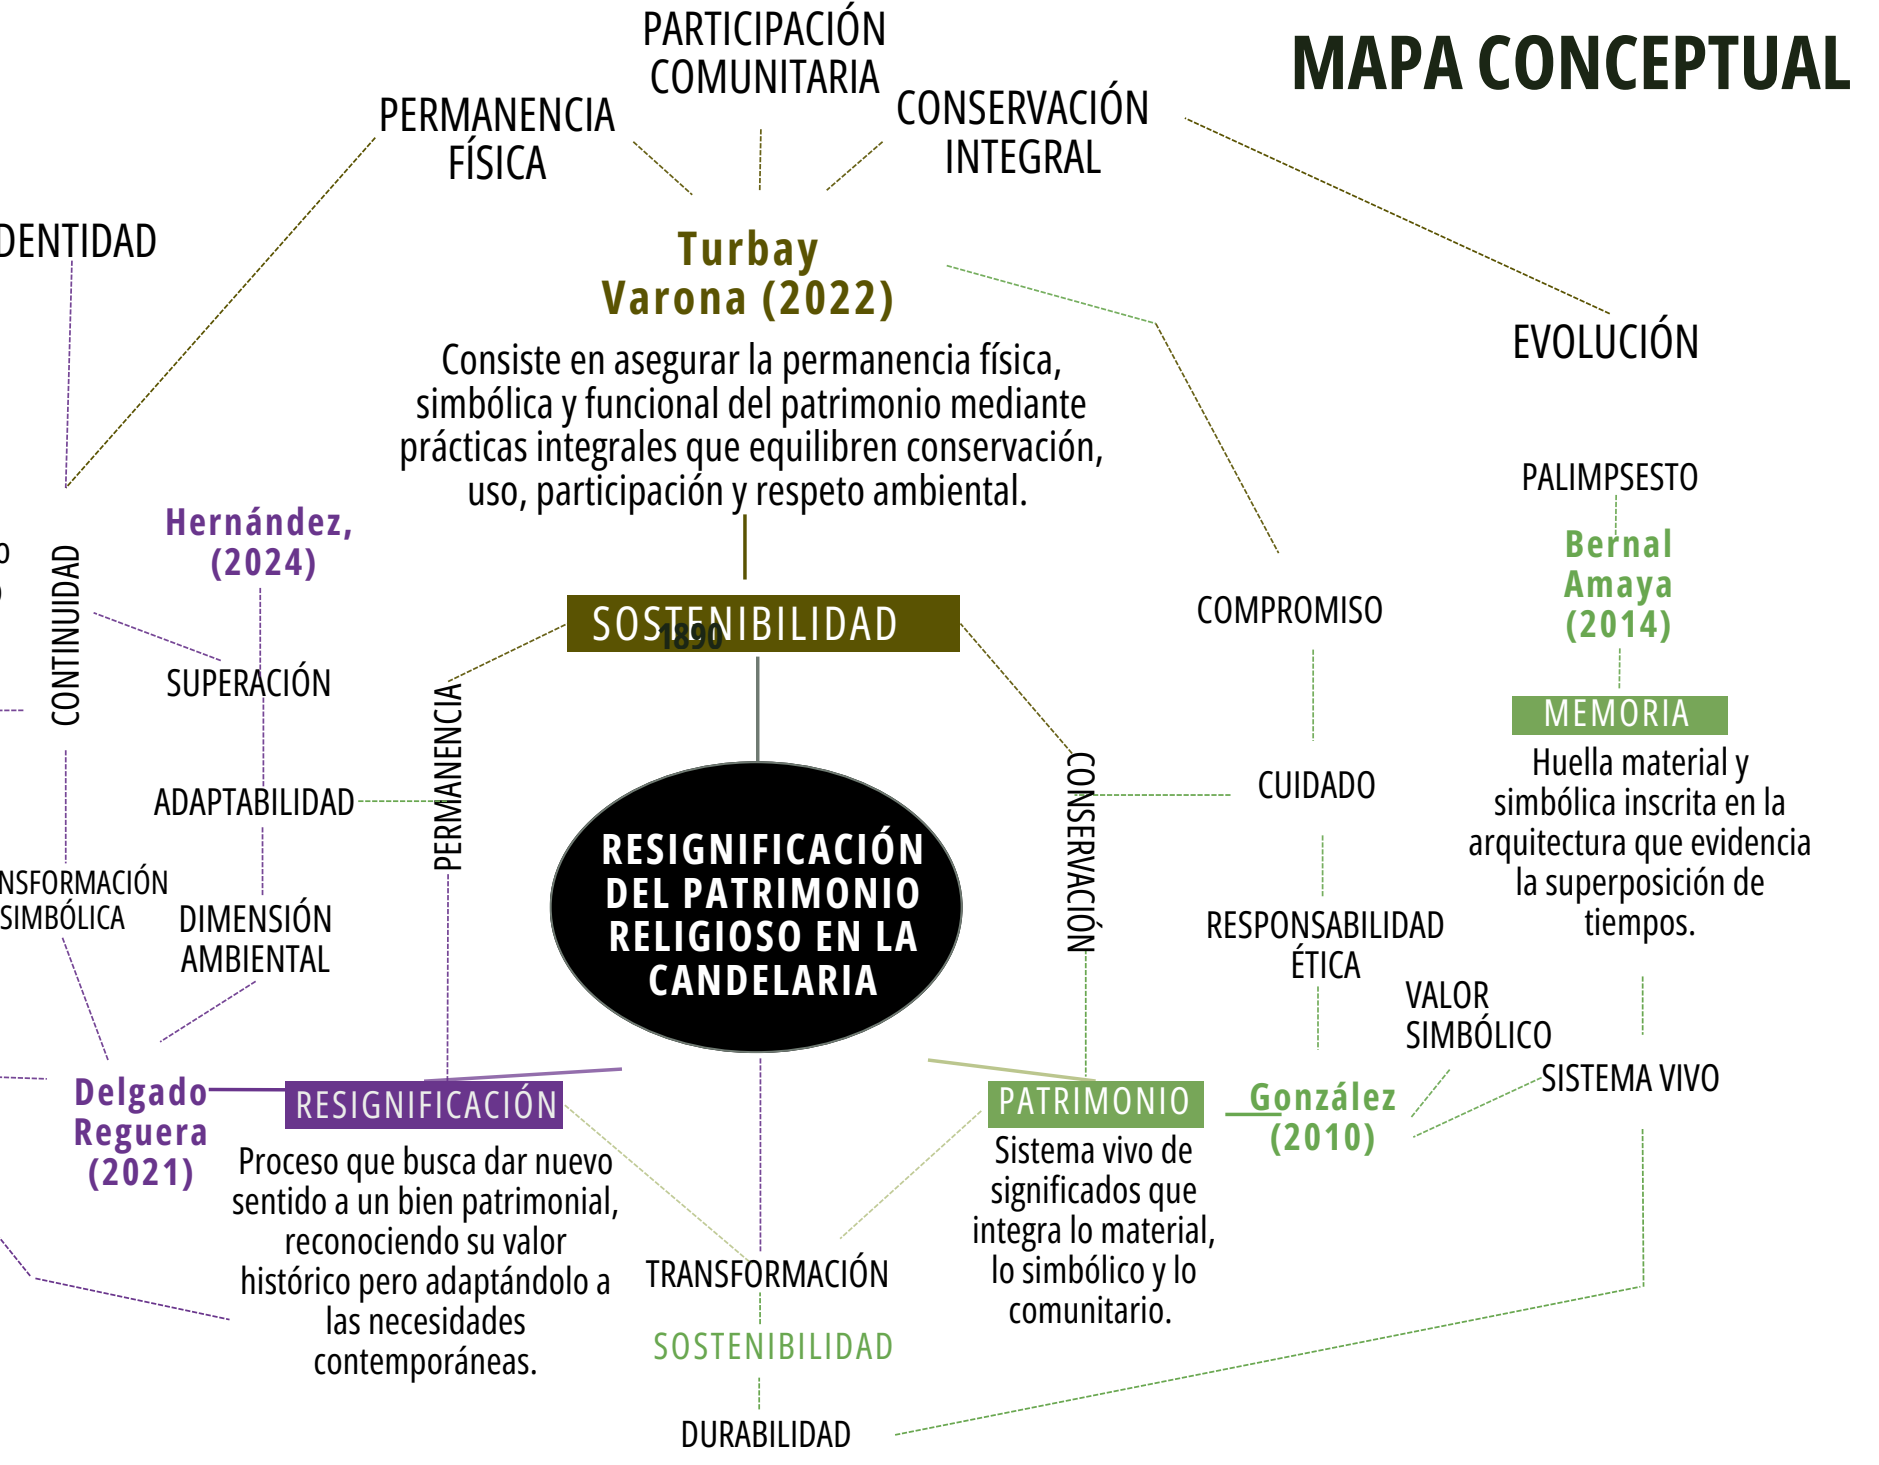 MAPA CONCEPTUAL
PARTICIPACIÓN
COMUNITARIA
PERMANENCIA
FÍSICA
CONSERVACIÓN
INTEGRAL
DENTIDAD
Turbay
Varona (2022)
Consiste en asegurar la permanencia física,
simbólica y funcional del patrimonio mediante
prácticas integrales que equilibren conservación,
uso, participación y respeto ambiental.
EVOLUCIÓN
PALIMPSESTO
Bernal
Amaya
(2014)
MEMORIA
Huella material y
simbólica inscrita en la
arquitectura que evidencia
la superposición de
tiempos.
Hernández,
(2024)
CONTINUIDAD
SUPERACIÓN
ADAPTABILIDAD
DIMENSIÓN
AMBIENTAL
NSFORMACIÓN
SIMBÓLICA
SOSTENIBILIDAD
1890
PERMANENCIA
CONSERVACIÓN
COMPROMISO
CUIDADO
RESPONSABILIDAD
ÉTICA
VALOR
SIMBÓLICO
SISTEMA VIVO
RESIGNIFICACIÓN
DEL PATRIMONIO
RELIGIOSO EN LA
CANDELARIA
Delgado
Reguera
(2021)
RESIGNIFICACIÓN
Proceso que busca dar nuevo
sentido a un bien patrimonial,
reconociendo su valor
histórico pero adaptándolo a
las necesidades
contemporáneas.
PATRIMONIO
Sistema vivo de
significados que
integra lo material,
lo simbólico y lo
comunitario.
González
(2010)
TRANSFORMACIÓN
SOSTENIBILIDAD
DURABILIDAD